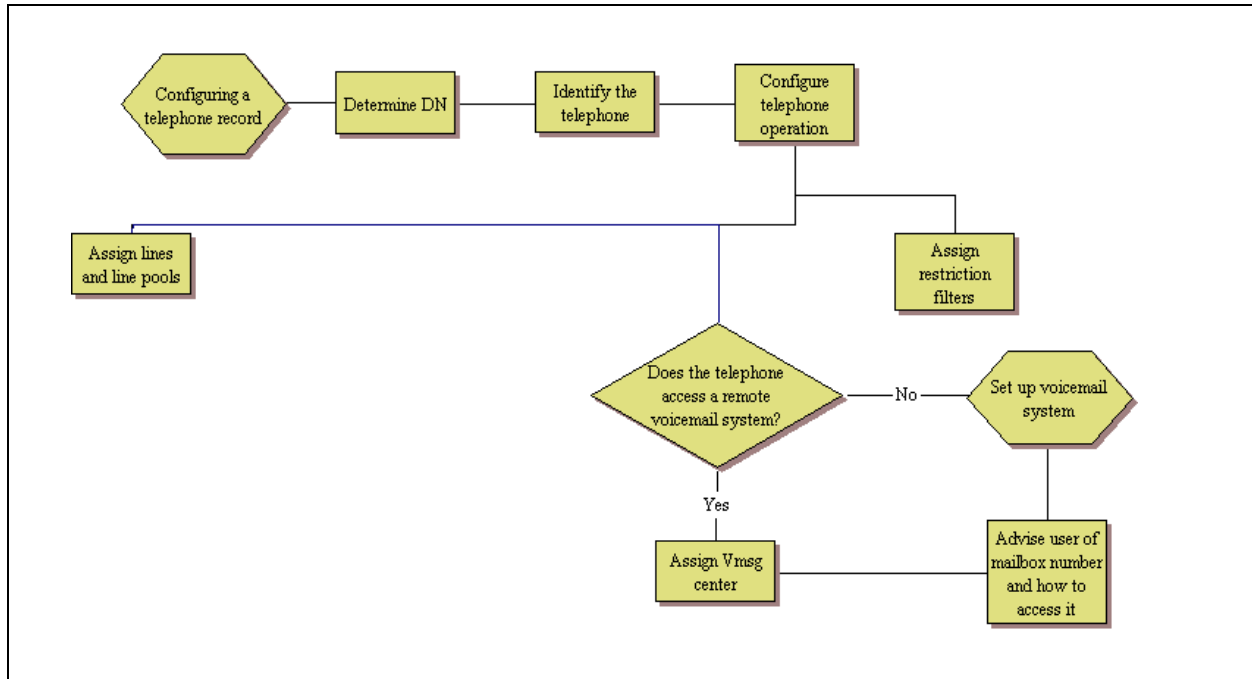 Configuring a
telephone record
Determine DN
Identify the
telephone
Configure
telephone
operation
Assign lines
and line pools
Assign
restriction
filters
Does the telephone
access a remote
voicemail system?
No
Set up voicemail
system
Yes
Assign Vmsg
center
Advise user of
mailbox number
and how to
access it